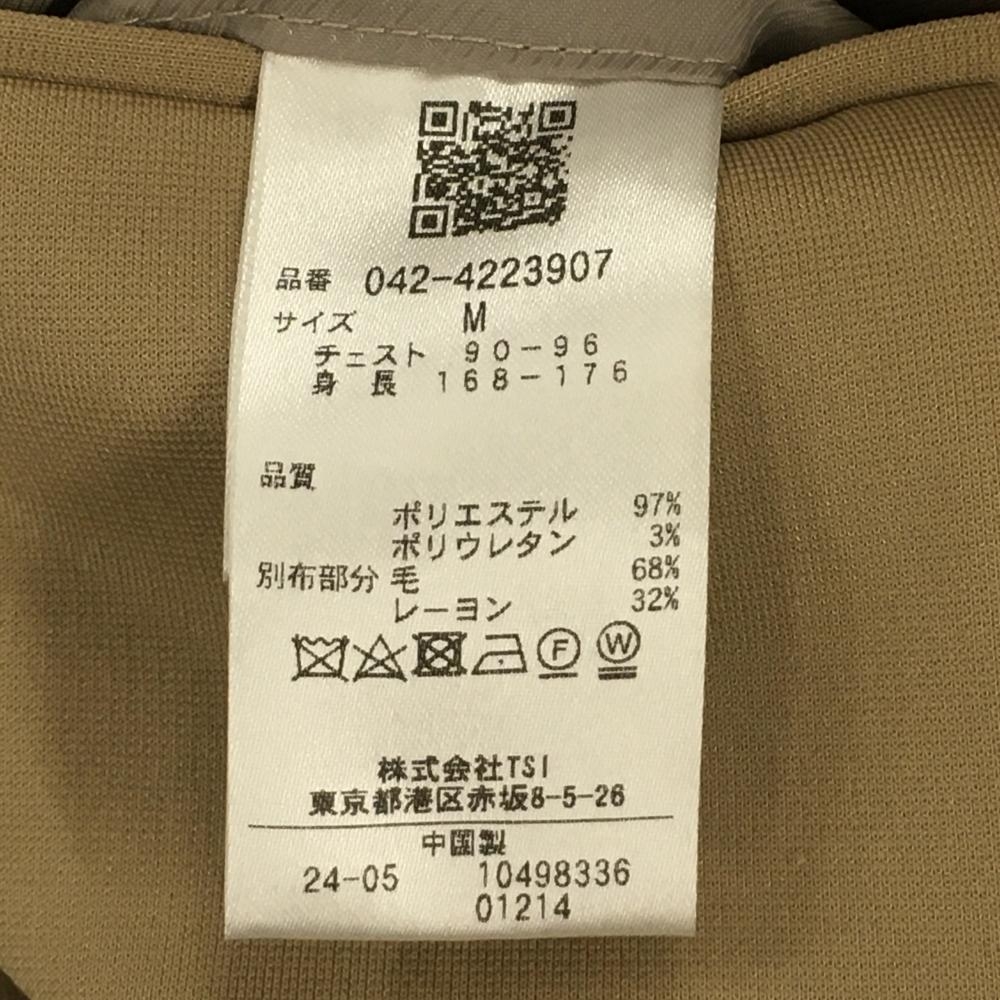 品番 042-4223907
サイズ M
チェスト 90-96
身長 168-176
品質
ポリエステル 97%
ポリウレタン 3%
別布部分 毛 68%
レーヨン 32%
F W
株式会社TSI
東京都港区赤坂8-5-26
中国製
24-05 10498336
01214